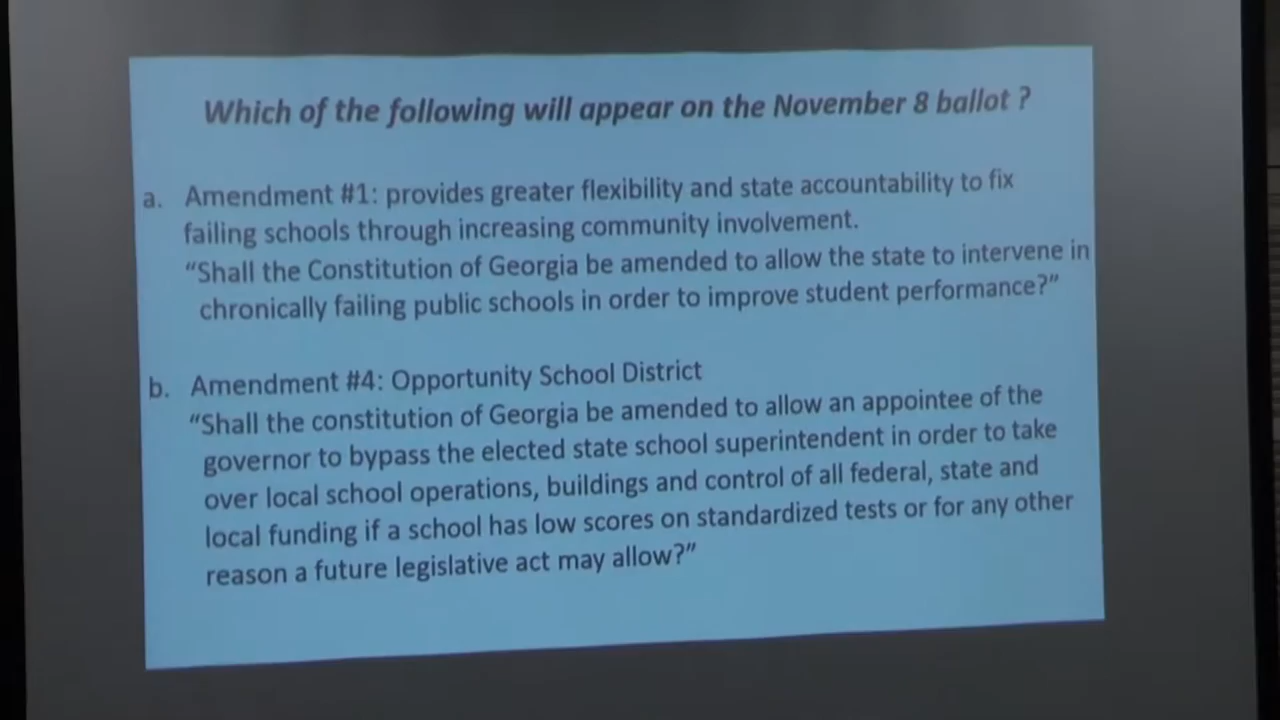 Which of the following will appear on the November 8 ballot ?
a. Amendment #1: provides greater flexibility and state accountability to fix
failing schools through increasing community involvement.
“Shall the Constitution of Georgia be amended to allow the state to intervene in
chronically failing public schools in order to improve student performance?”
b. Amendment #4: Opportunity School District
“Shall the constitution of Georgia be amended to allow an appointee of the
governor to bypass the elected state school superintendent in order to take
over local school operations, buildings and control of all federal, state and
local funding if a school has low scores on standardized tests or for any other
reason a future legislative act may allow?”